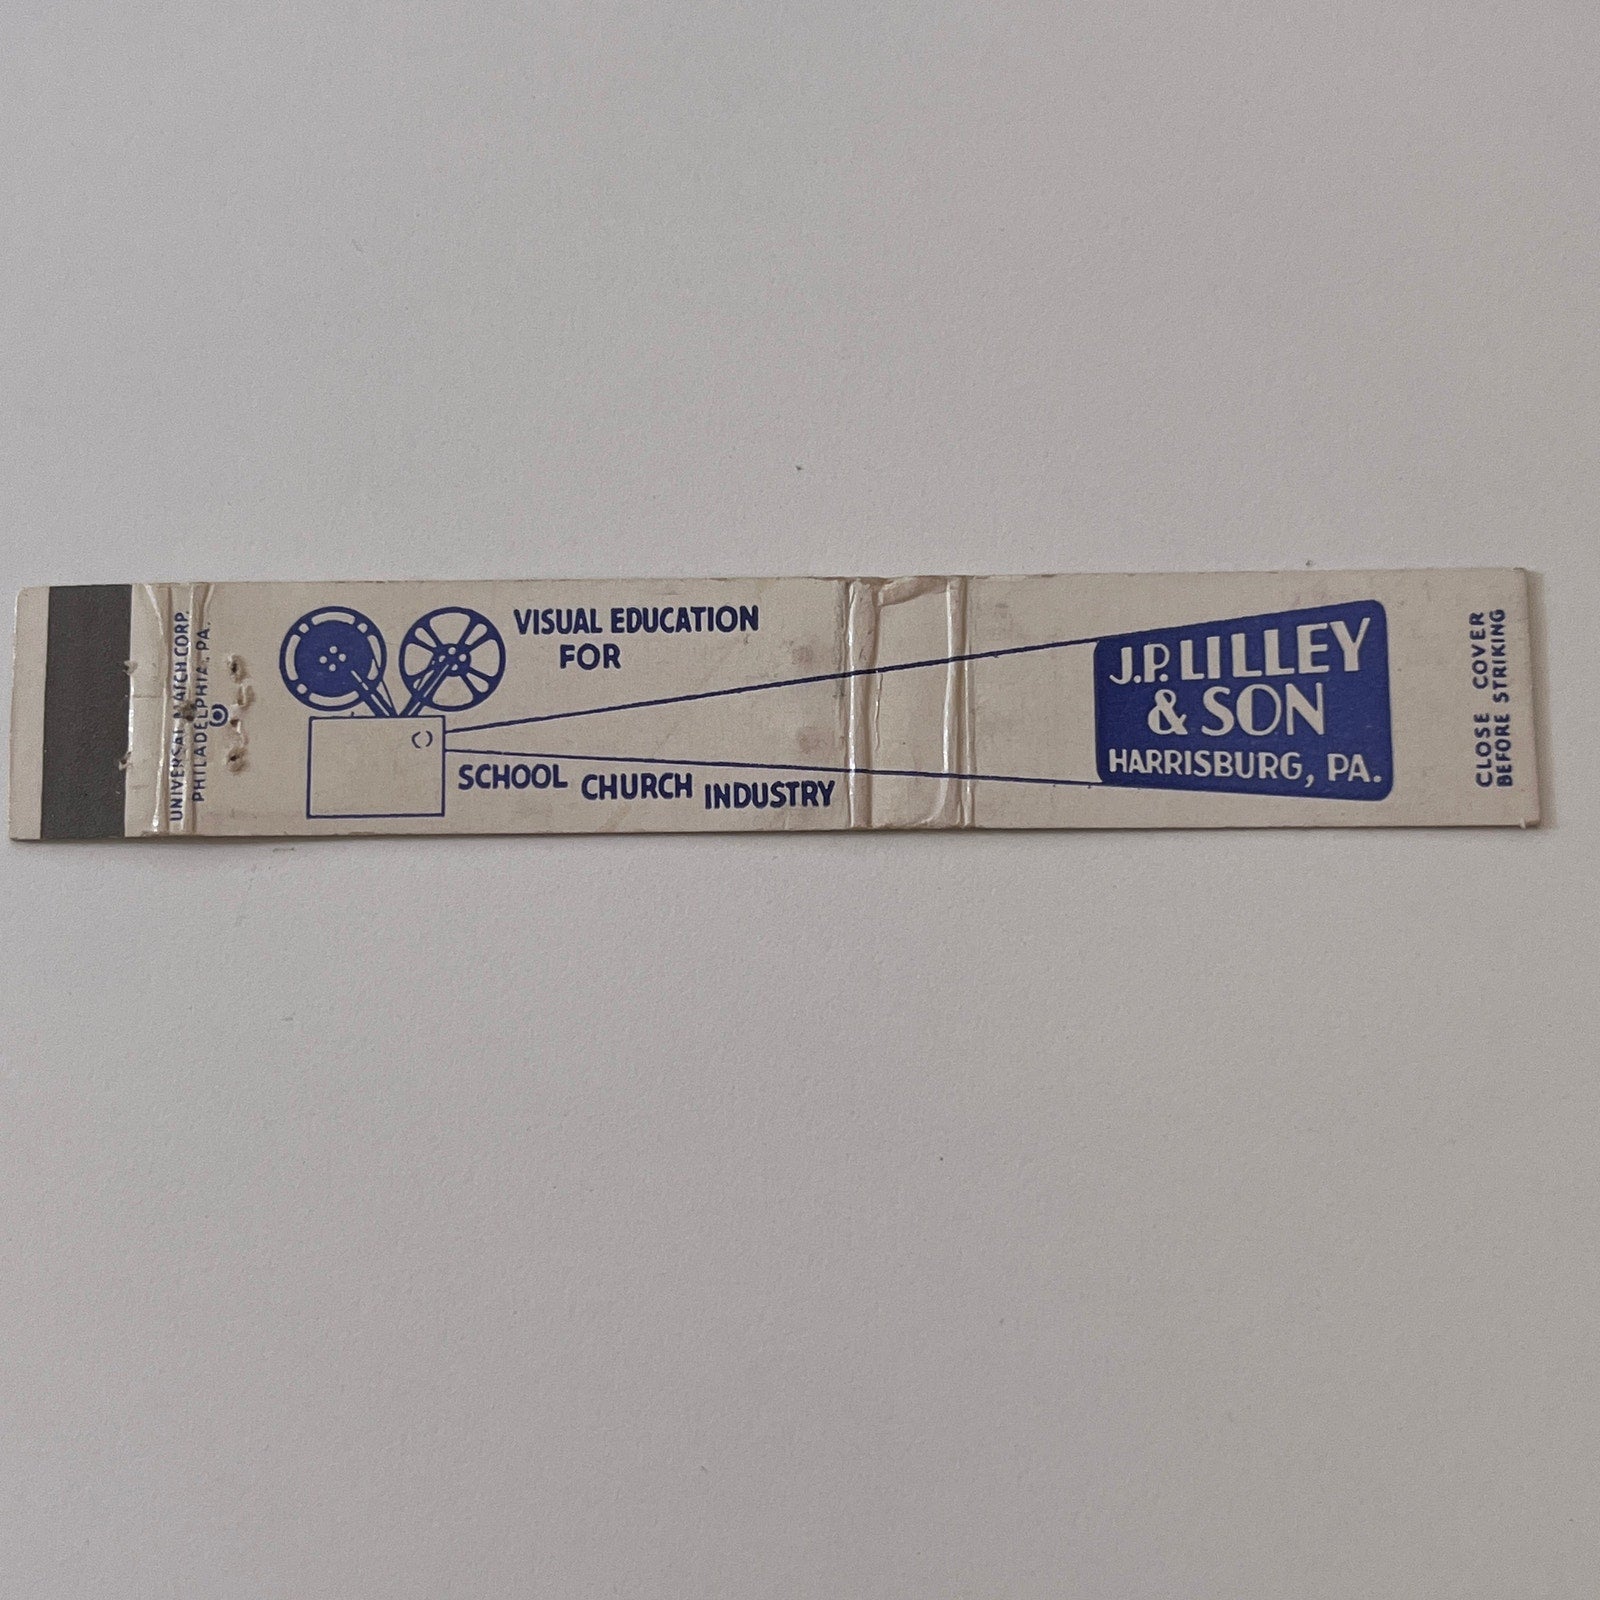 UNIVERSAL MATCH CORP.
PHILADELPHIA, PA.
VISUAL EDUCATION
FOR
SCHOOL CHURCH INDUSTRY
J.P. LILLEY
& SON
HARRISBURG, PA.
CLOSE COVER
BEFORE STRIKING